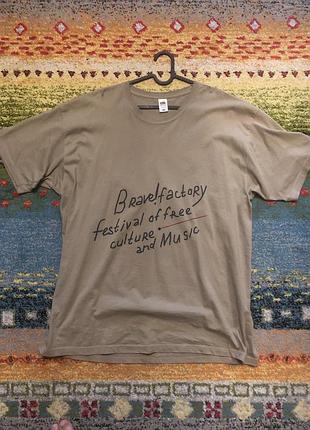 Brave!factory
festival of free
culture
and Music